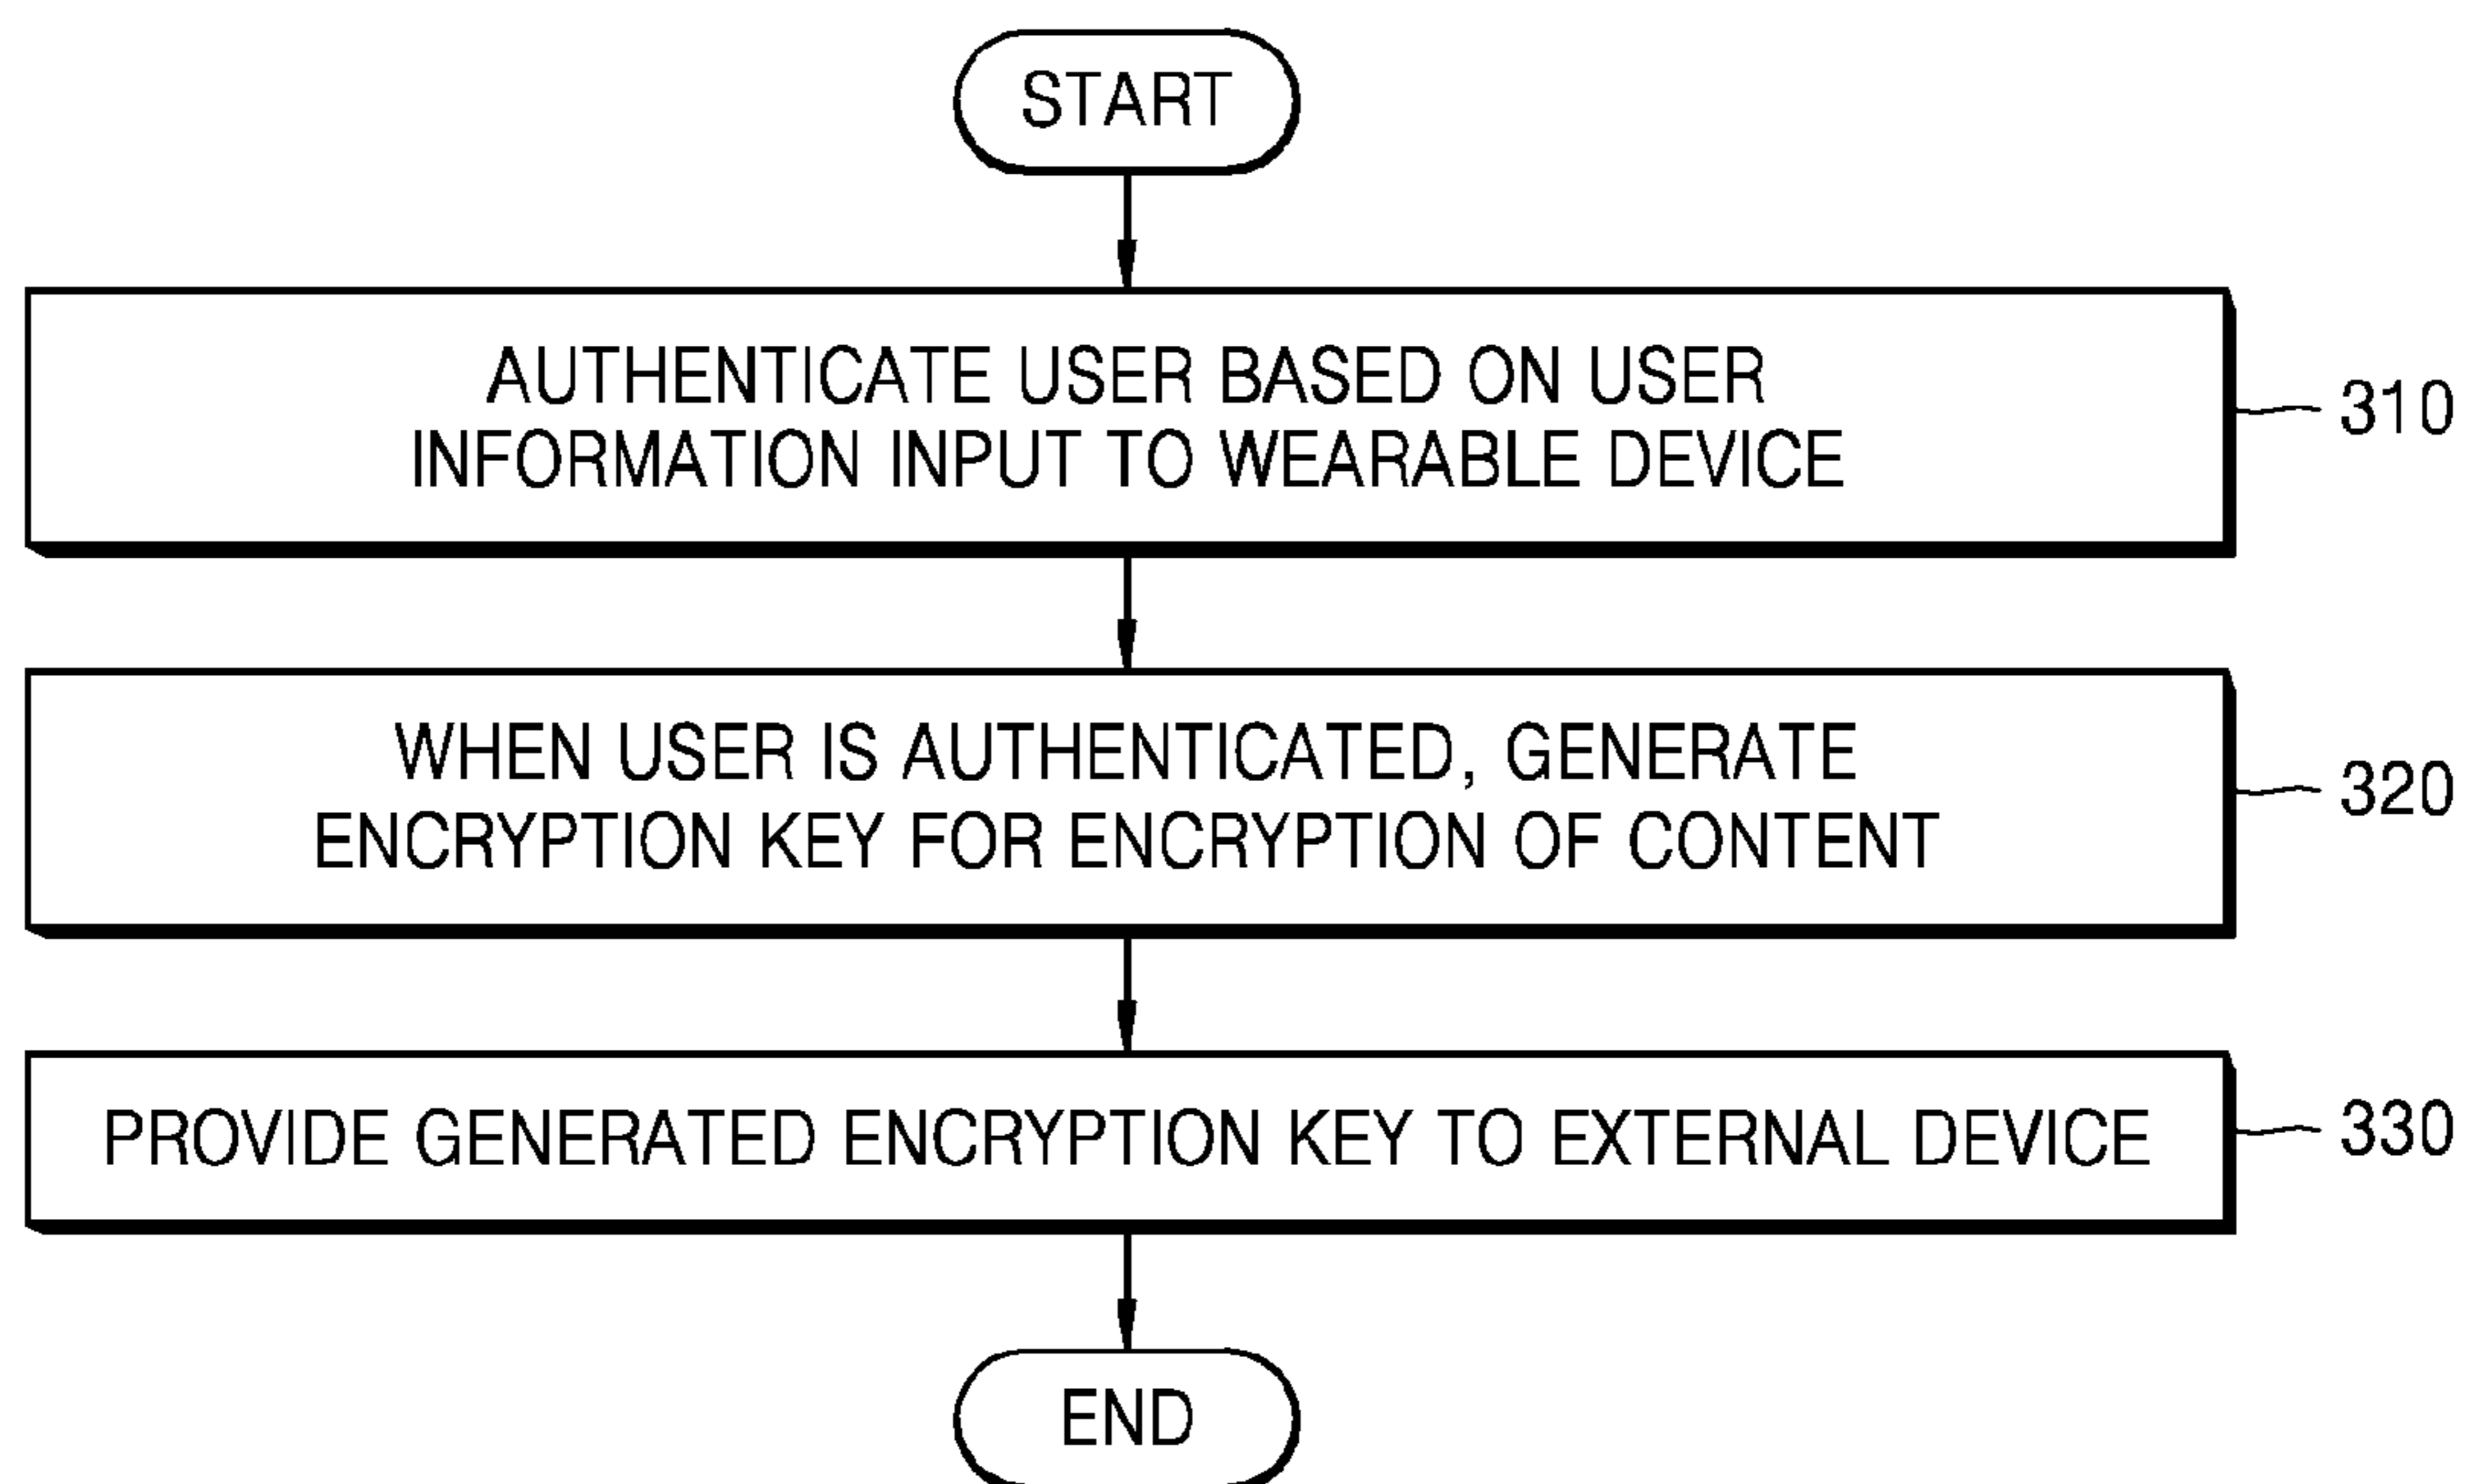 START
AUTHENTICATE USER BASED ON USER
INFORMATION INPUT TO WEARABLE DEVICE
310
WHEN USER IS AUTHENTICATED, GENERATE
ENCRYPTION KEY FOR ENCRYPTION OF CONTENT
320
PROVIDE GENERATED ENCRYPTION KEY TO EXTERNAL DEVICE
330
END